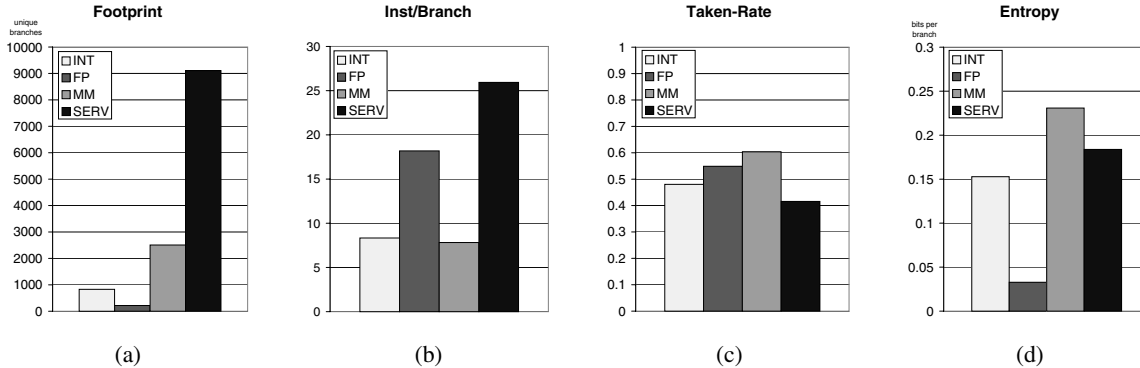 Footprint
unique
branches
10000
9000
8000
7000
6000
5000
4000
3000
2000
1000
0
INT
FP
MM
SERV
(a)
Inst/Branch
30
25
20
15
10
5
0
INT
FP
MM
SERV
(b)
Taken-Rate
1
0.9
0.8
0.7
0.6
0.5
0.4
0.3
0.2
0.1
0
INT
FP
MM
SERV
(c)
Entropy
bits per
branch
0.3
0.25
0.2
0.15
0.1
0.05
0
INT
FP
MM
SERV
(d)